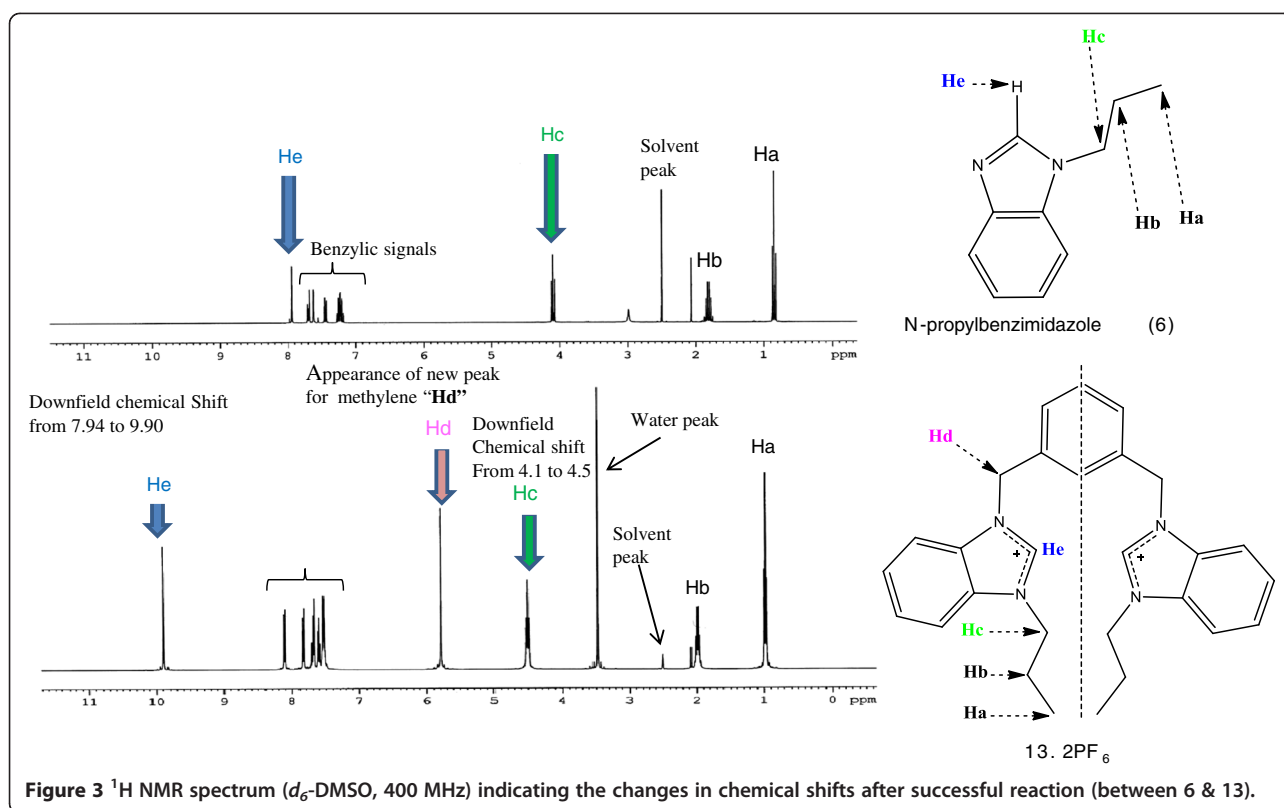 Hc
He
H
N
N
Hb
Ha
N-propylbenzimidazole (6)
He
Hc
Solvent
peak
Ha
Benzylic signals
Hb
11 10 9 8 7 6 5 4 3 2 1 ppm
Appearance of new peak
for methylene “Hd”
Downfield chemical Shift
from 7.94 to 9.90
Hd
Downfield
Chemical shift
From 4.1 to 4.5
Water peak
Ha
He
Hc
Solvent
peak
Hb
11 10 9 8 7 6 5 4 3 2 1 0 ppm
Hd
N
N
He
+
+
N
N
Hc
Hb
Ha
13. 2PF6
Figure 3 1H NMR spectrum (d6-DMSO, 400 MHz) indicating the changes in chemical shifts after successful reaction (between 6 & 13).